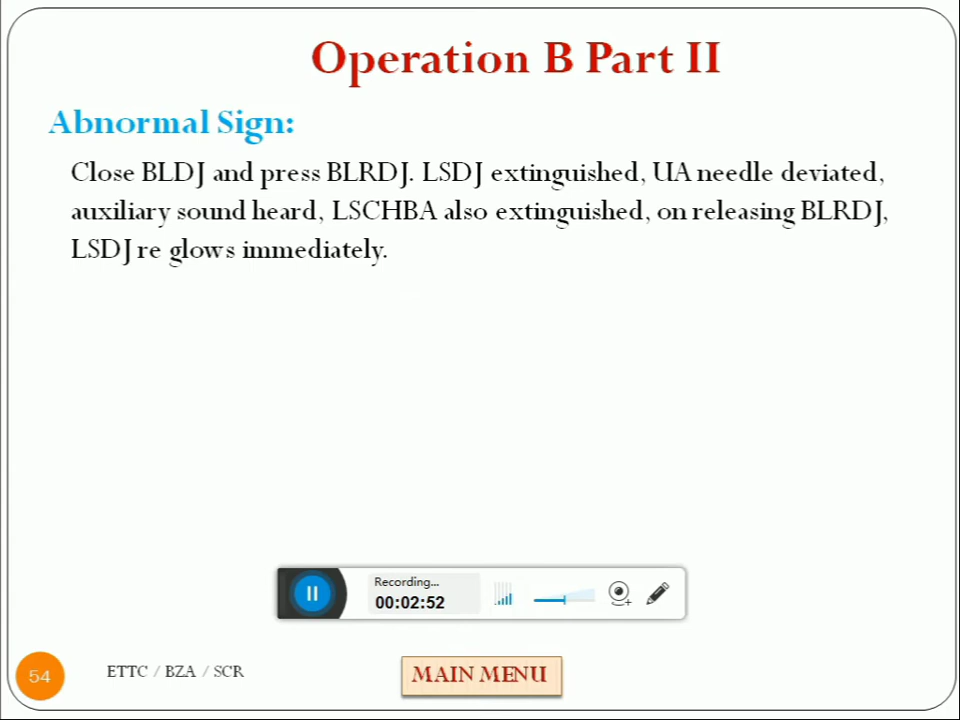 Operation B Part II
Abnormal Sign:
Close BLDJ and press BLRDJ. LSDJ extinguished, UA needle deviated,
auxiliary sound heard, LSCHBA also extinguished, on releasing BLRDJ,
LSDJ re glows immediately.
Recording...
00:02:52
54
ETTC / BZA / SCR
MAIN MENU